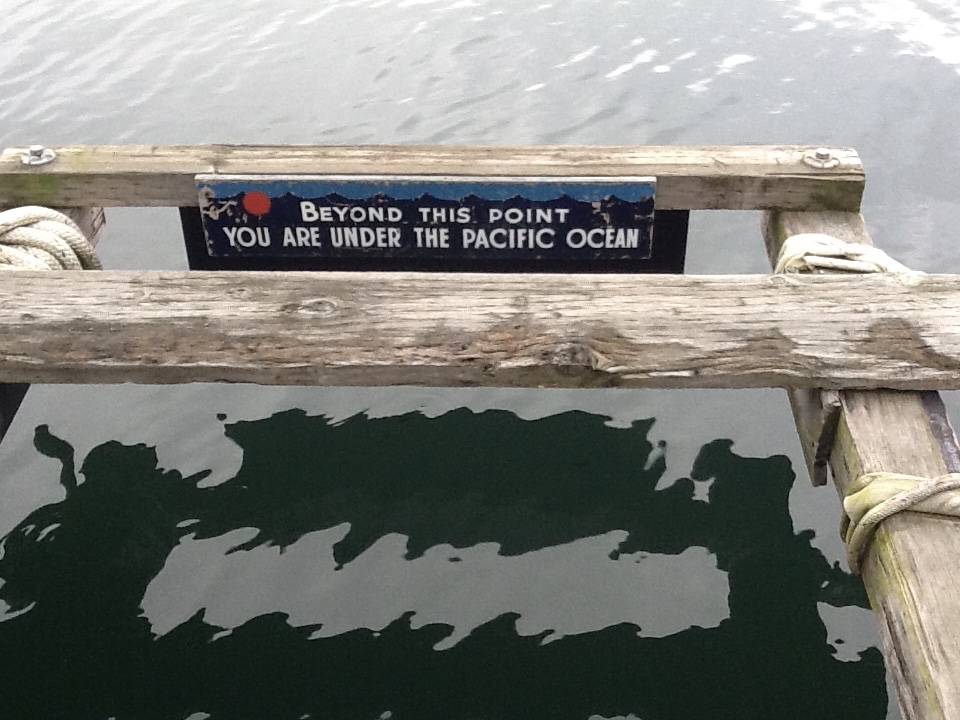 BEYOND THIS POINT
YOU ARE UNDER THE PACIFIC OCEAN